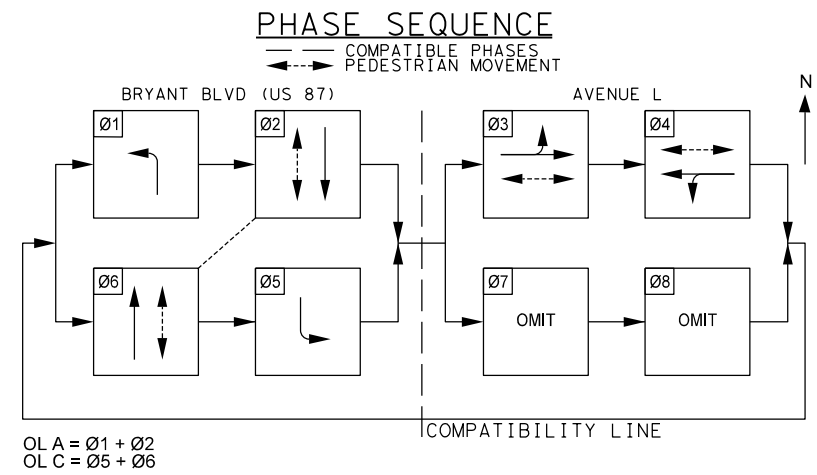 PHASE SEQUENCE
COMPATIBLE PHASES
PEDESTRIAN MOVEMENT
BRYANT BLVD (US 87)
AVENUE L
N
Ø1
Ø2
Ø3
Ø4
Ø6
Ø5
Ø7
OMIT
Ø8
OMIT
COMPATIBILITY LINE
OL A = Ø1 + Ø2
OL C = Ø5 + Ø6